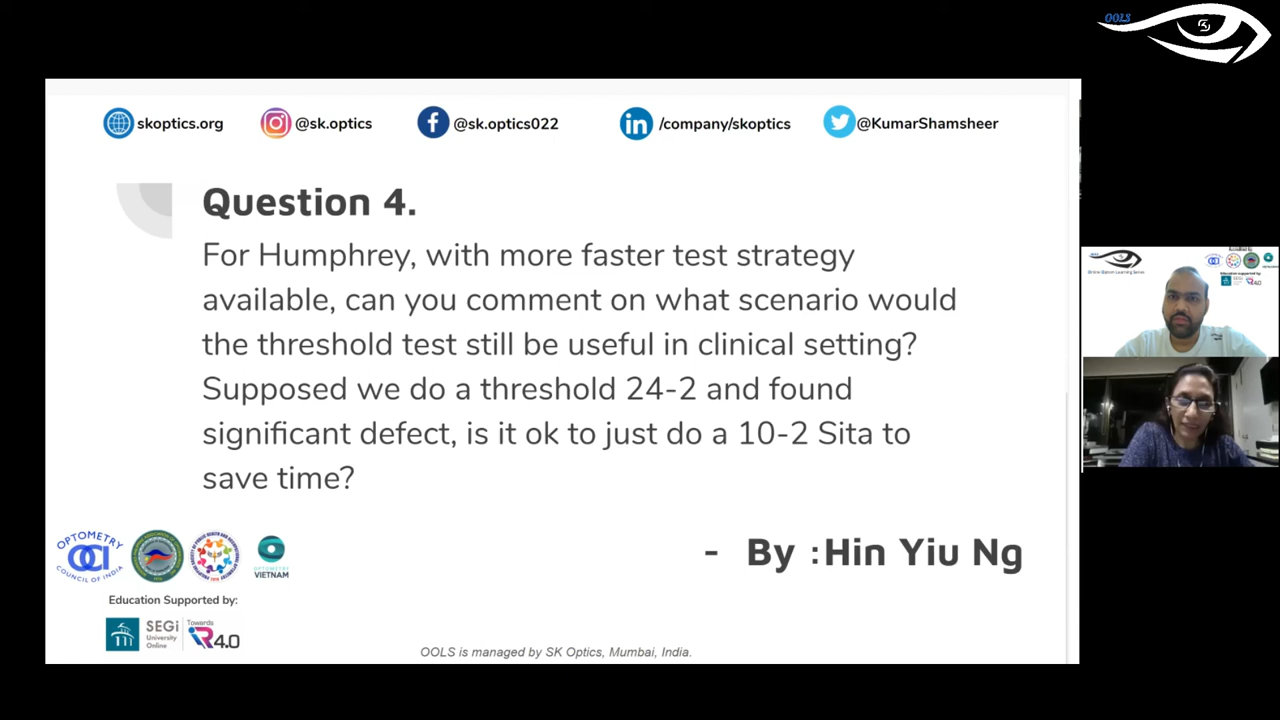 OOLS
skoptics.org
@sk.optics
@sk.optics022
/company/skoptics
@KumarShamsheer
Question 4.
For Humphrey, with more faster test strategy
available, can you comment on what scenario would
the threshold test still be useful in clinical setting?
Supposed we do a threshold 24-2 and found
significant defect, is it ok to just do a 10-2 Sita to
save time?
- By :Hin Yiu Ng
OPTOMETRY
OCI
COUNCIL OF INDIA
OPTOMETRY
VIETNAM
Education Supported by:
SEGi
University
Online
Towards
iR4.0
OOLS is managed by SK Optics, Mumbai, India.